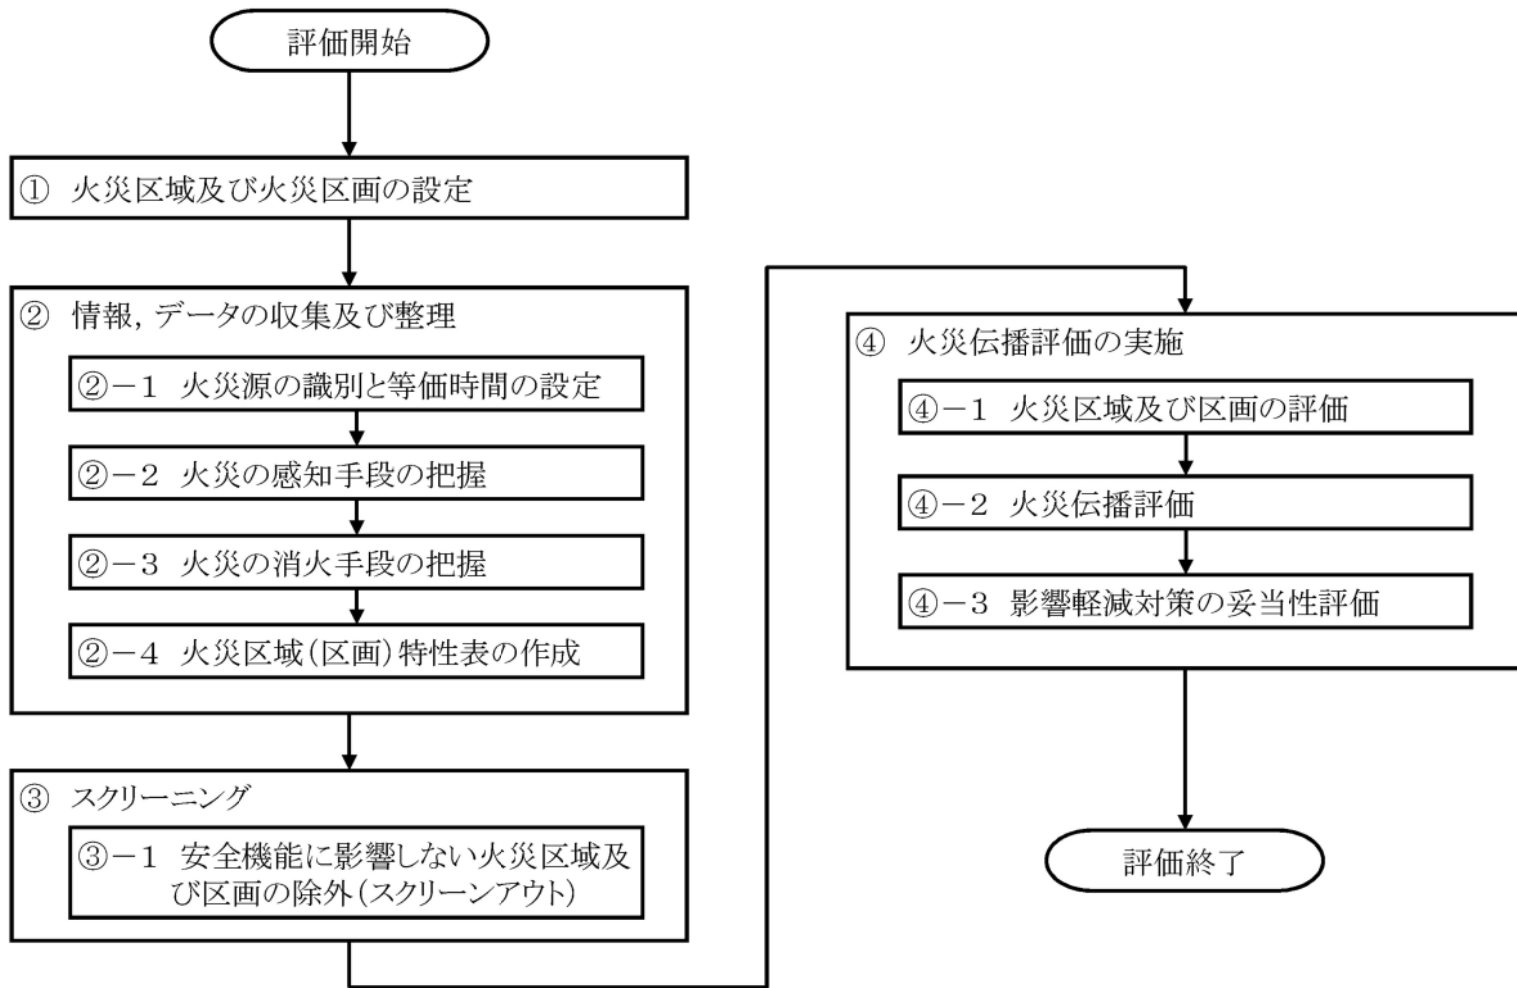 評価開始
① 火災区域及び火災区画の設定
② 情報，データの収集及び整理
②－1 火災源の識別と等価時間の設定
②－2 火災の感知手段の把握
②－3 火災の消火手段の把握
②－4 火災区域（区画）特性表の作成
③ スクリーニング
③－1 安全機能に影響しない火災区域及
び区画の除外（スクリーンアウト）
④ 火災伝播評価の実施
④－1 火災区域及び区画の評価
④－2 火災伝播評価
④－3 影響軽減対策の妥当性評価
評価終了